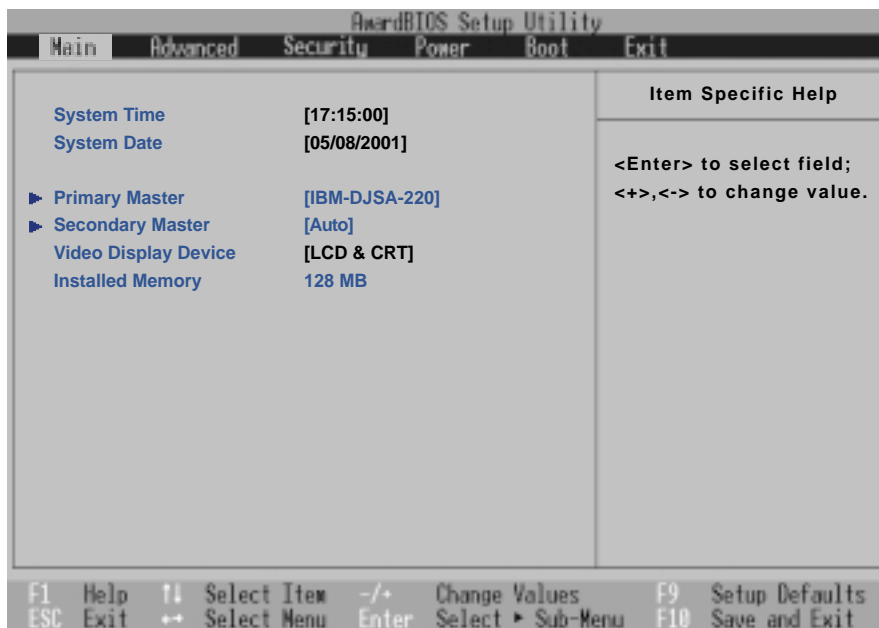 AwardBIOS Setup Utility
Main Advanced Security Power Boot Exit
Item Specific Help
System Time [17:15:00]
System Date [05/08/2001]
<Enter> to select field;
<+>,<-> to change value.
Primary Master [IBM-DJSA-220]
Secondary Master [Auto]
Video Display Device [LCD & CRT]
Installed Memory 128 MB
F1 Help ↑↓ Select Item -/+ Change Values F9 Setup Defaults
ESC Exit ←→ Select Menu Enter Select ▶ Sub-Menu F10 Save and Exit